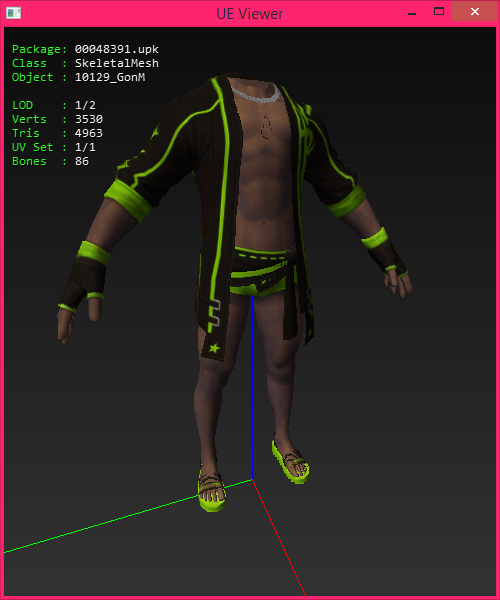 UE Viewer
Package: 00048391.upk
Class  : SkeletalMesh
Object : 10129_GonM
LOD    : 1/2
Verts  : 3530
Tris   : 4963
UV Set : 1/1
Bones  : 86